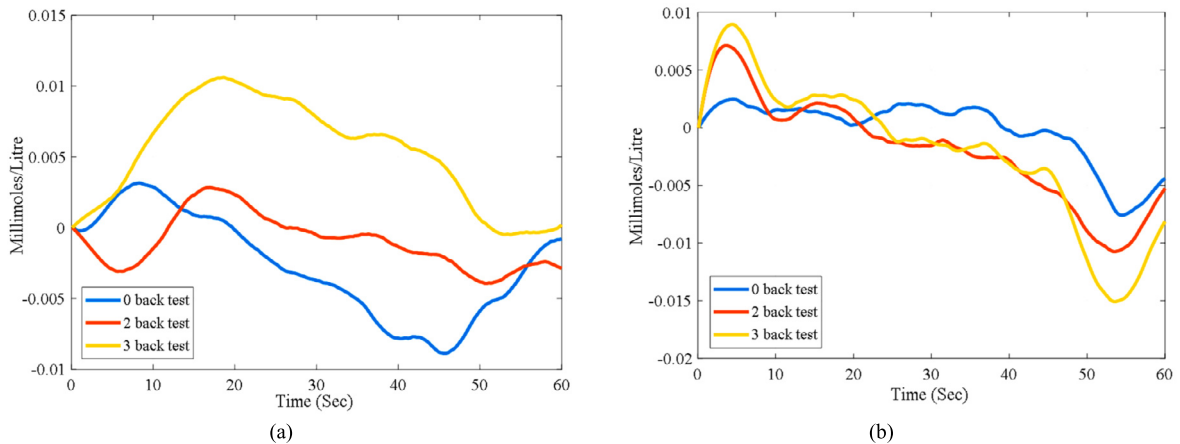 0.015
0.01
0.005
0
-0.005
-0.01
Millimoles/Litre
0 back test
2 back test
3 back test
0 10 20 30 40 50 60
Time (Sec)
(a)
0.01
0.005
0
-0.005
-0.01
-0.015
-0.02
Millimoles/Litre
0 back test
2 back test
3 back test
0 10 20 30 40 50 60
Time (Sec)
(b)